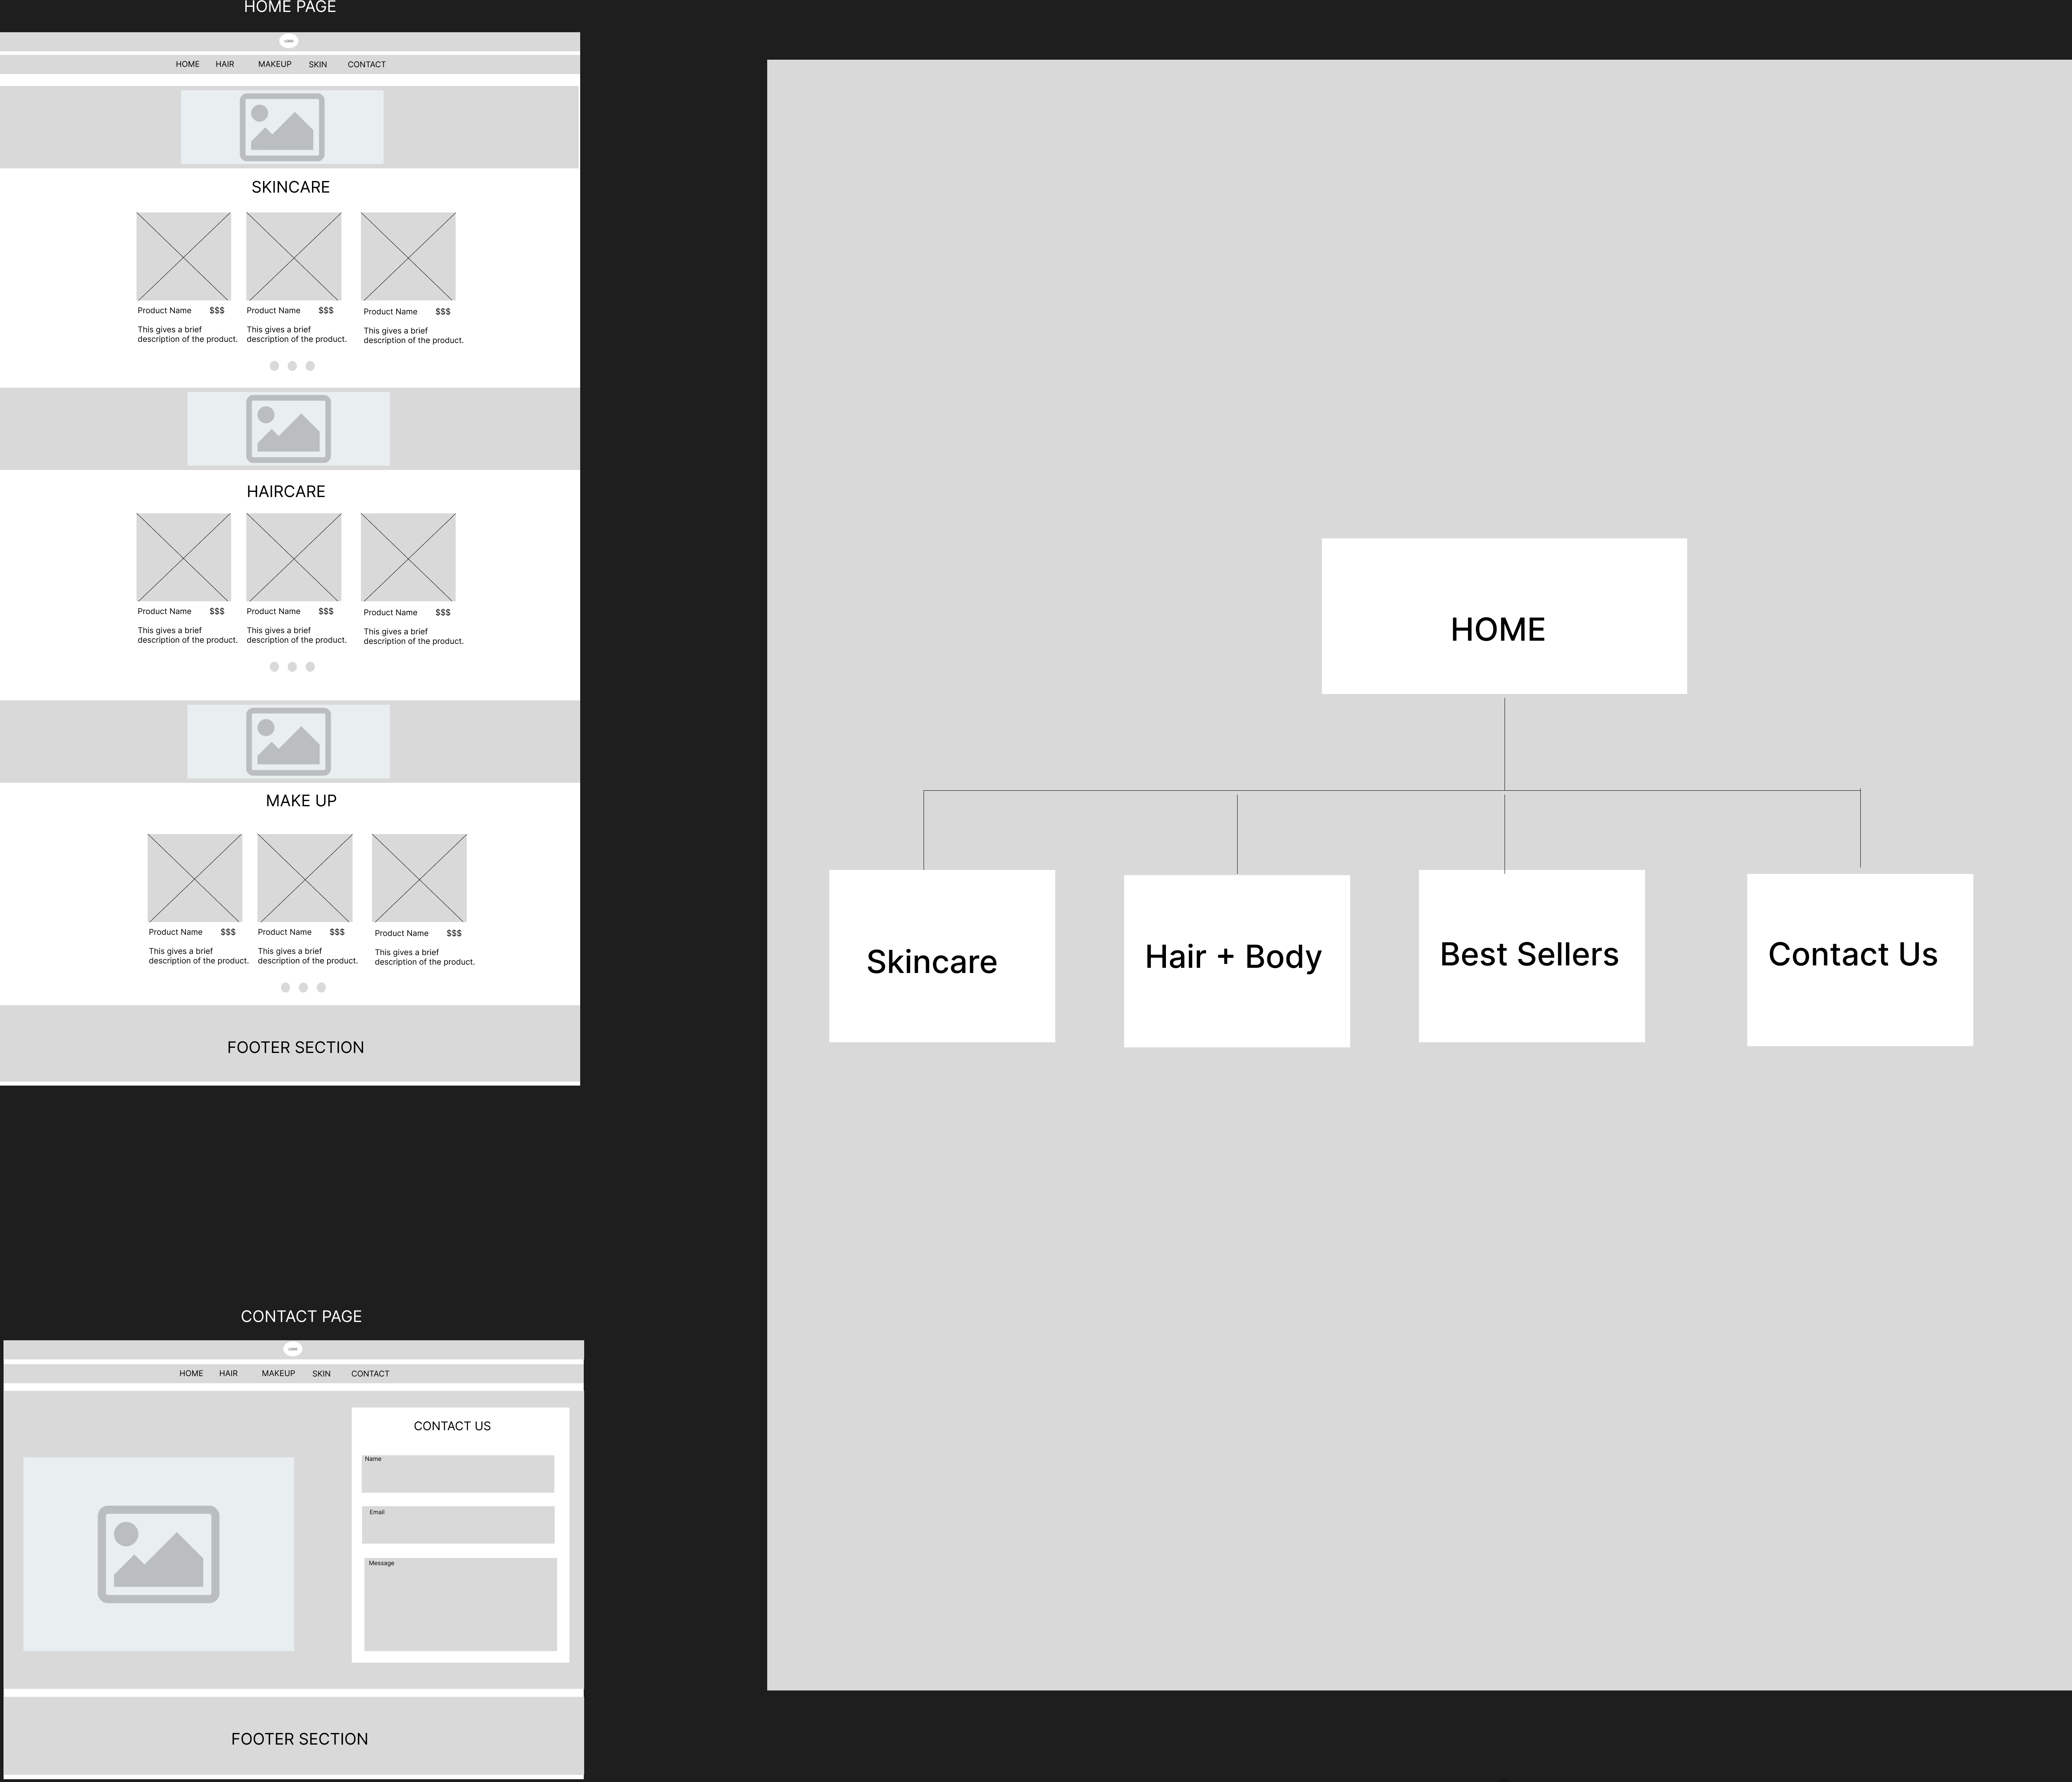 HOME PAGE
LOGO
HOME HAIR MAKEUP SKIN CONTACT
SKINCARE
Product Name $$$
This gives a brief
description of the product.
Product Name $$$
This gives a brief
description of the product.
Product Name $$$
This gives a brief
description of the product.
HAIRCARE
Product Name $$$
This gives a brief
description of the product.
Product Name $$$
This gives a brief
description of the product.
Product Name $$$
This gives a brief
description of the product.
MAKE UP
Product Name $$$
This gives a brief
description of the product.
Product Name $$$
This gives a brief
description of the product.
Product Name $$$
This gives a brief
description of the product.
FOOTER SECTION
CONTACT PAGE
LOGO
HOME HAIR MAKEUP SKIN CONTACT
CONTACT US
Name
Email
Message
FOOTER SECTION
HOME
Skincare
Hair + Body
Best Sellers
Contact Us